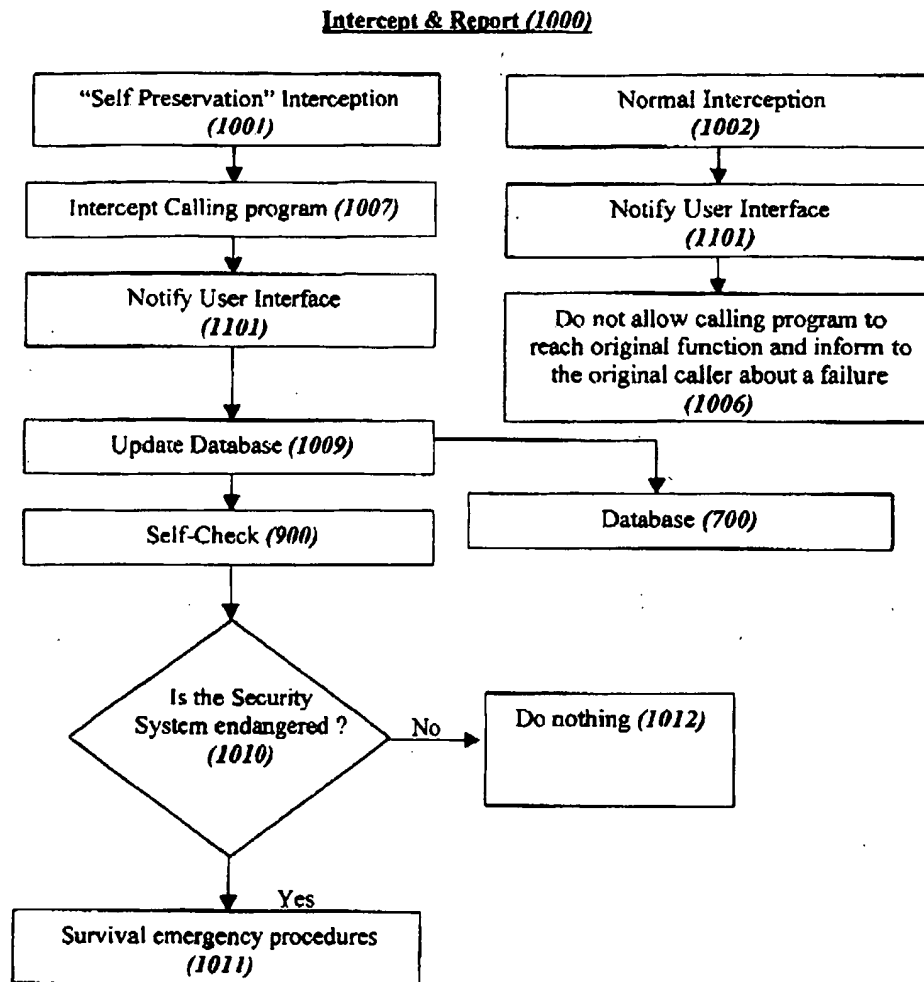 Intercept & Report (1000)
“Self Preservation” Interception
(1001)
Intercept Calling program (1007)
Notify User Interface
(1101)
Update Database (1009)
Self-Check (900)
Is the Security
System endangered ?
(1010)
No
Do nothing (1012)
Yes
Survival emergency procedures
(1011)
Normal Interception
(1002)
Notify User Interface
(1101)
Do not allow calling program to
reach original function and inform to
the original caller about a failure
(1006)
Database (700)